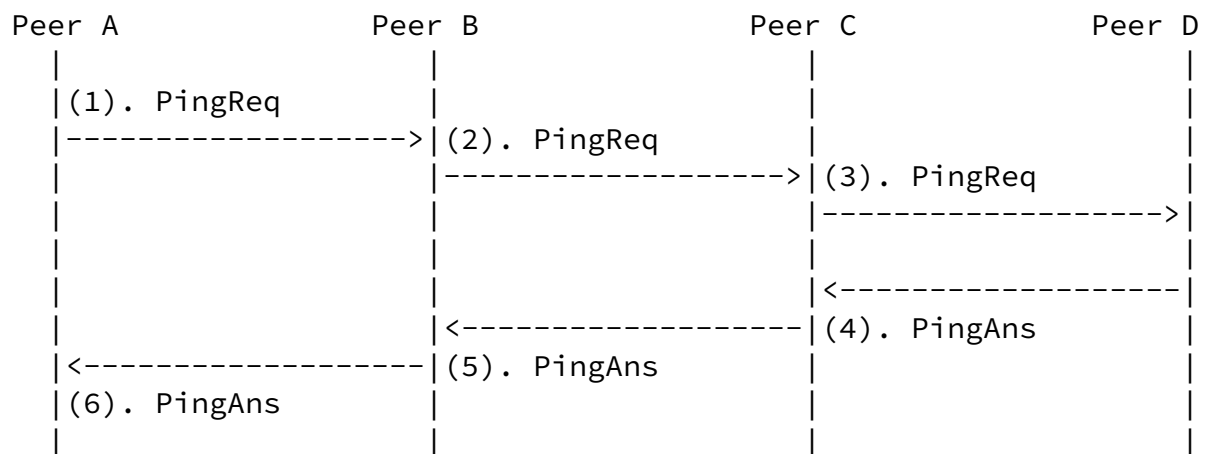 Peer A Peer B Peer C Peer D
(1). PingReq
(2). PingReq
(3). PingReq
(4). PingAns
(5). PingAns
(6). PingAns